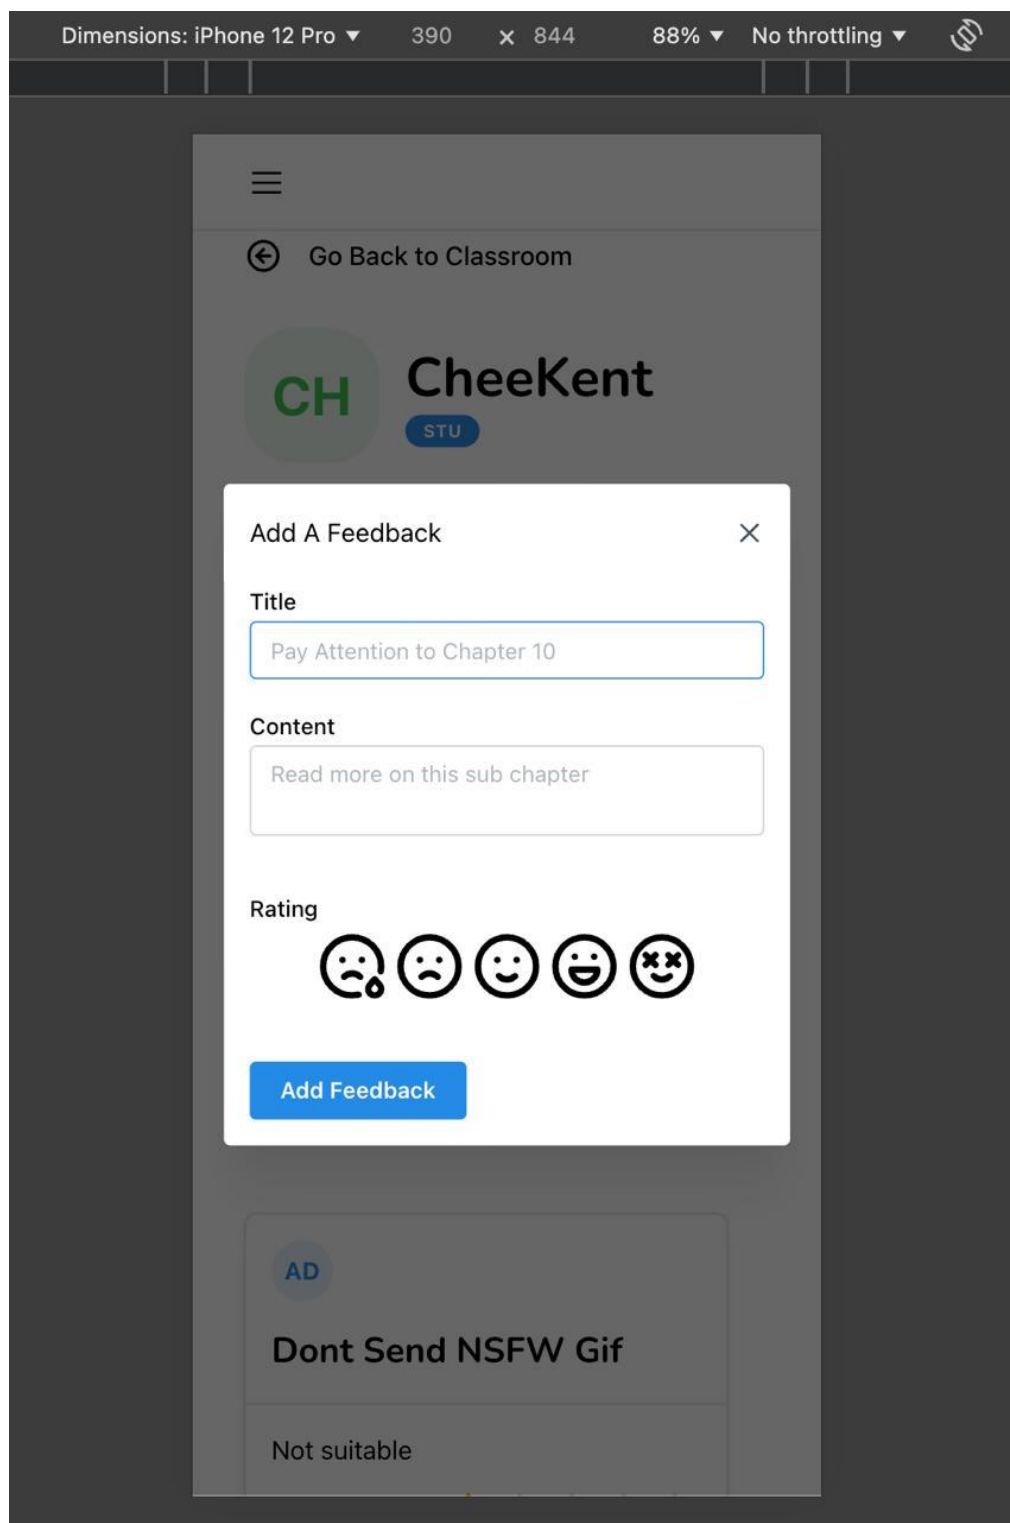 Dimensions: iPhone 12 Pro ▼ 390 × 844 88% ▼ No throttling ▼
Go Back to Classroom
CH
CheeKent
STU
Add A Feedback
Title
Pay Attention to Chapter 10
Content
Read more on this sub chapter
Rating
Add Feedback
AD
Dont Send NSFW Gif
Not suitable